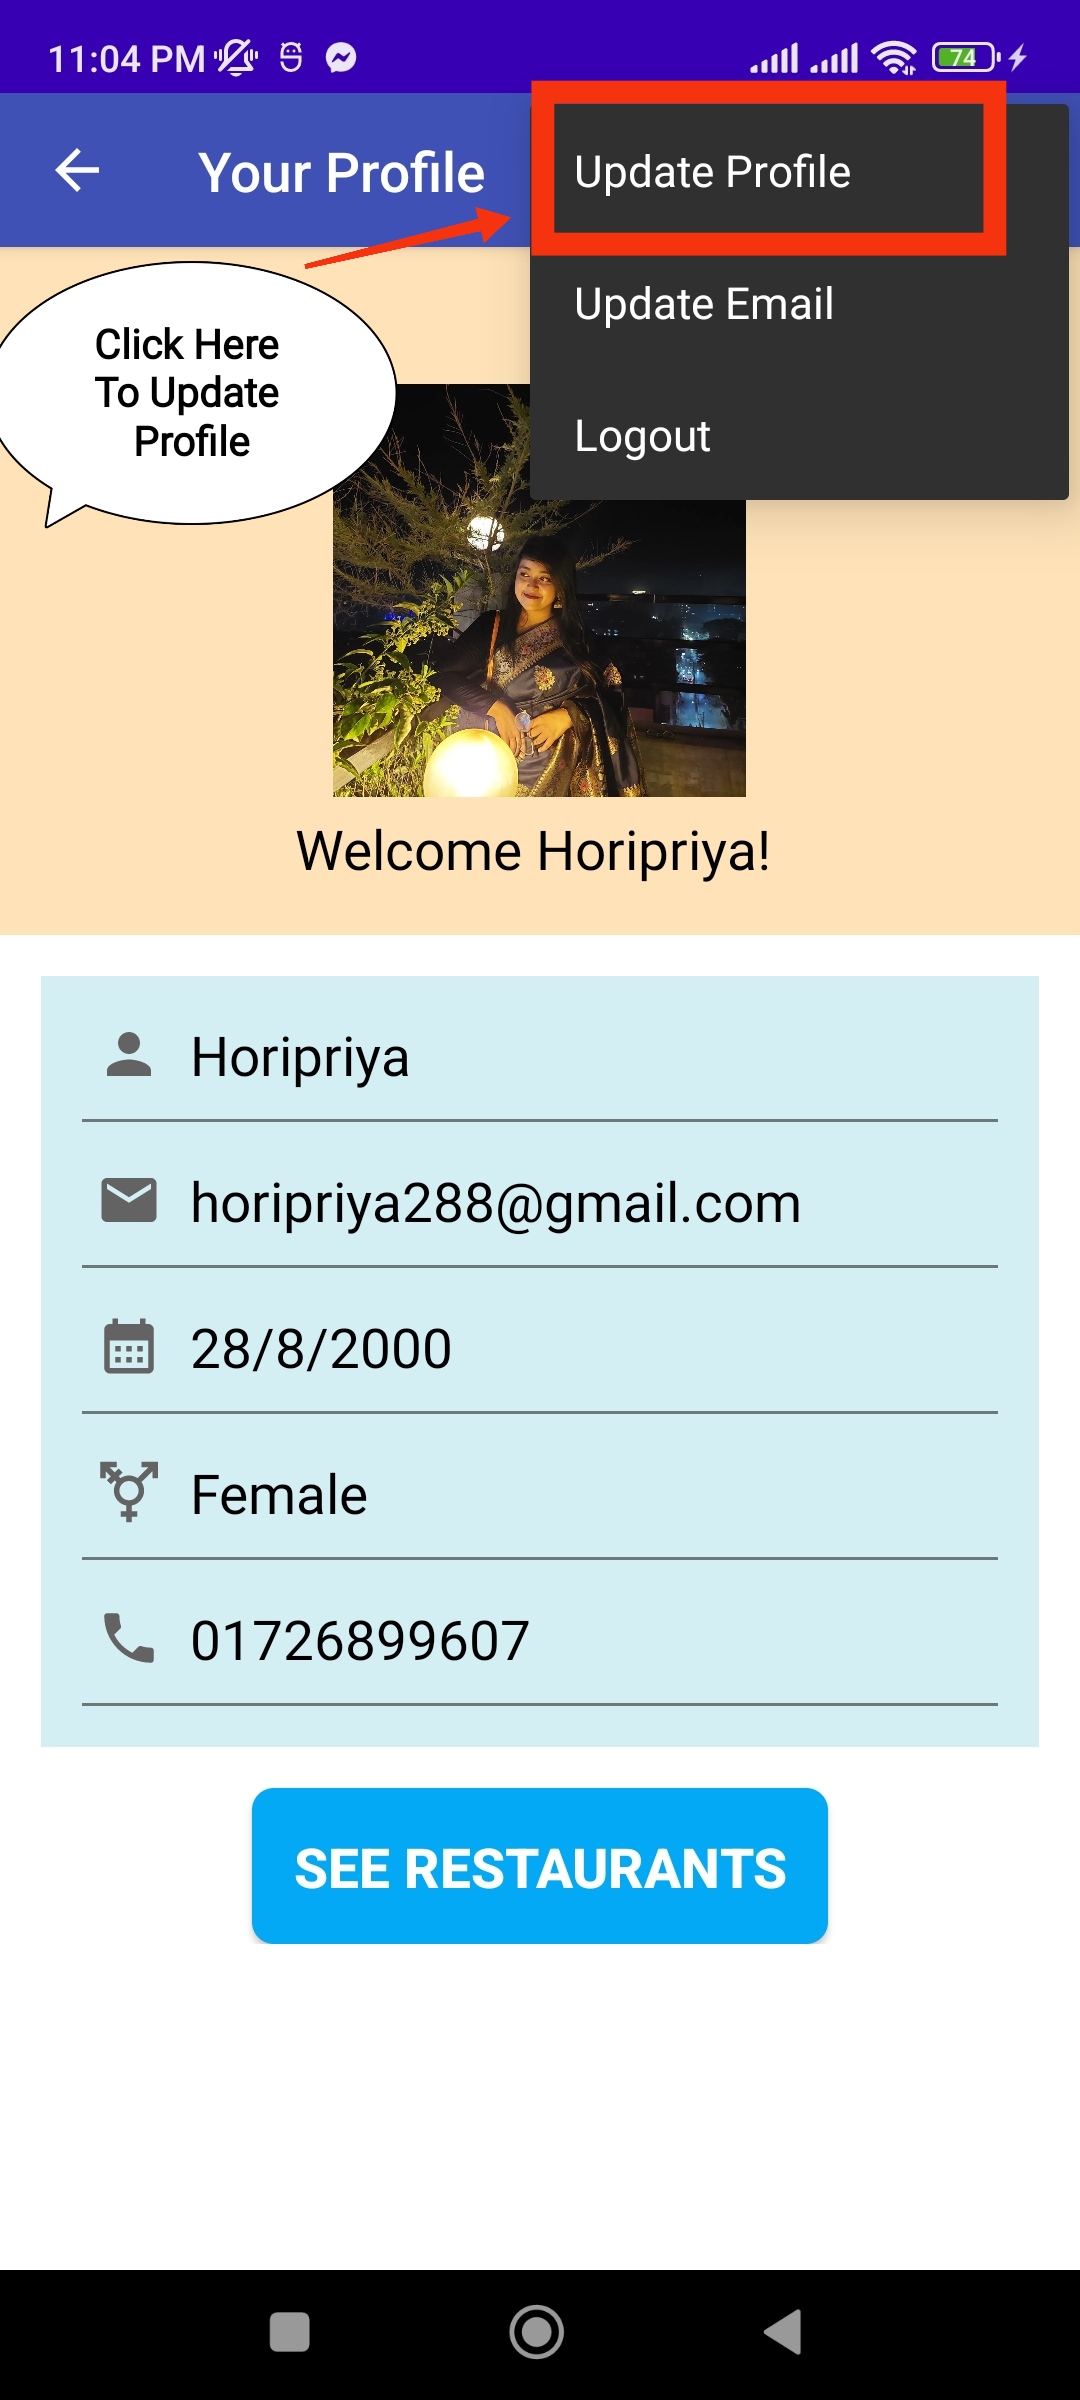 11:04 PM
74
Your Profile
Update Profile
Update Email
Logout
Click Here
To Update
Profile
Welcome Horipriya!
Horipriya
horipriya288@gmail.com
28/8/2000
Female
01726899607
SEE RESTAURANTS